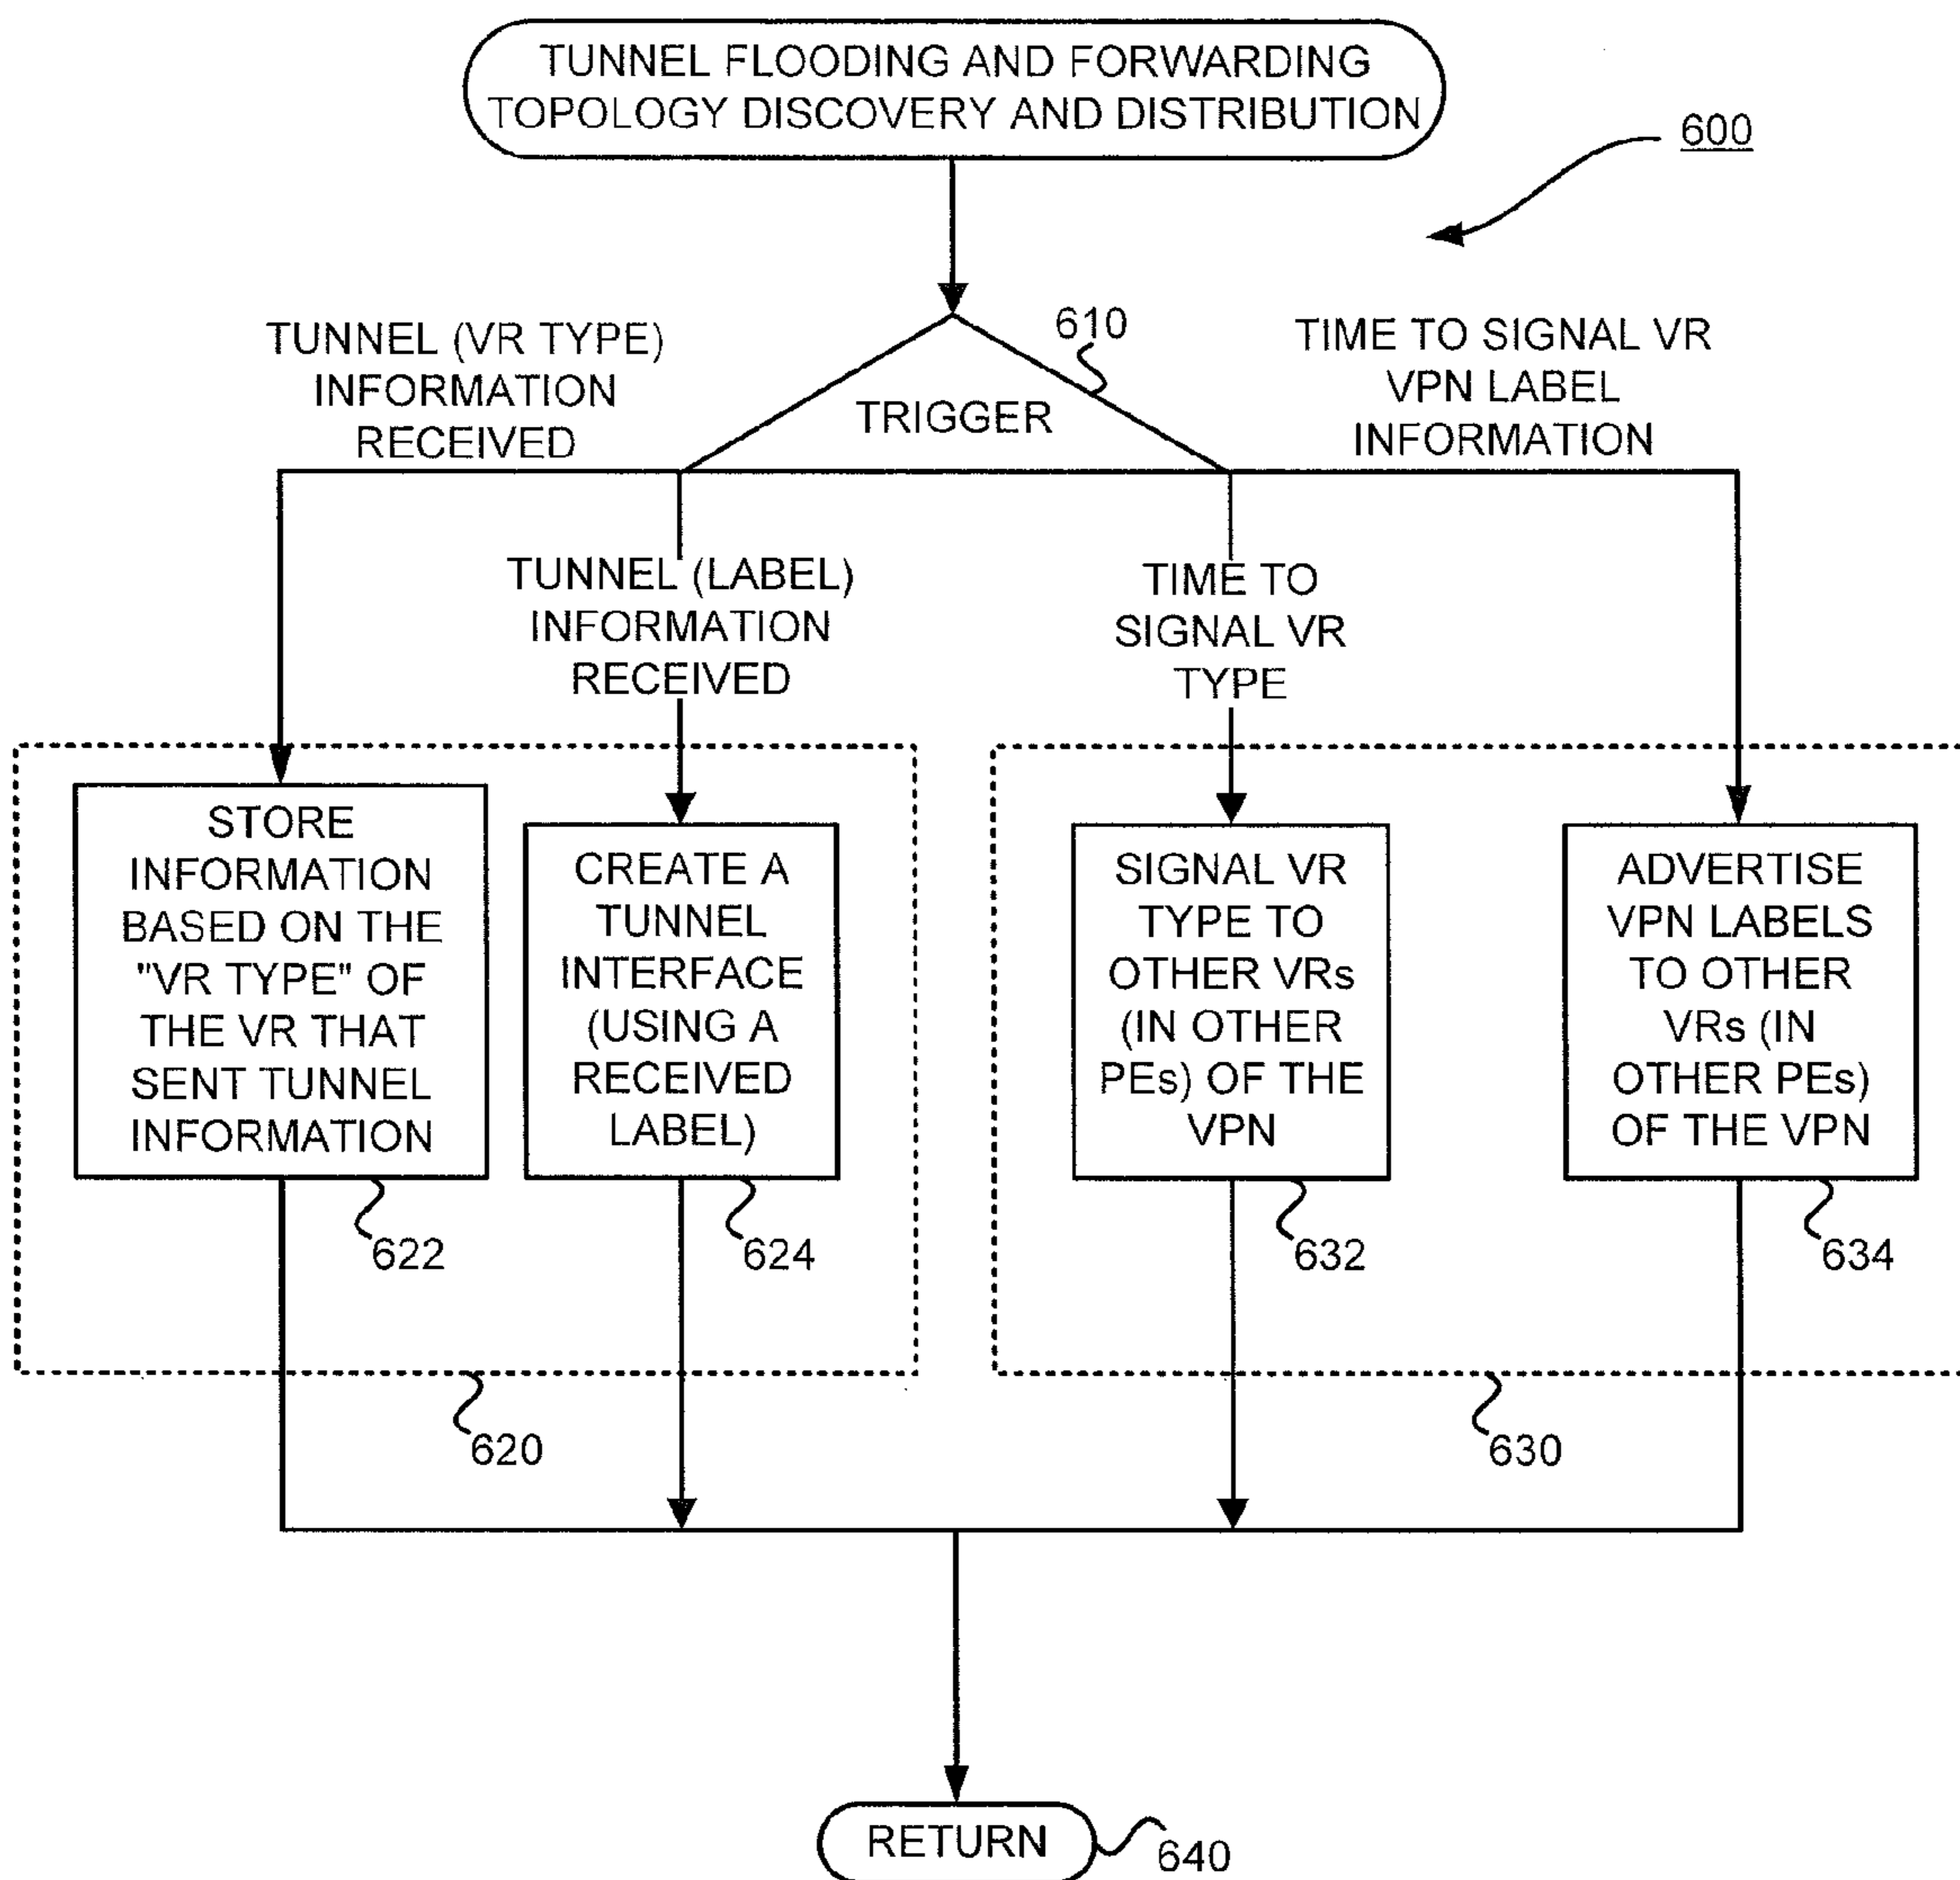 TUNNEL FLOODING AND FORWARDING
TOPOLOGY DISCOVERY AND DISTRIBUTION
600
TUNNEL (VR TYPE)
INFORMATION
RECEIVED
610
TRIGGER
TIME TO SIGNAL VR
VPN LABEL
INFORMATION
TUNNEL (LABEL)
INFORMATION
RECEIVED
TIME TO
SIGNAL VR
TYPE
STORE
INFORMATION
BASED ON THE
"VR TYPE" OF
THE VR THAT
SENT TUNNEL
INFORMATION
CREATE A
TUNNEL
INTERFACE
(USING A
RECEIVED
LABEL)
SIGNAL VR
TYPE TO
OTHER VRs
(IN OTHER
PEs) OF THE
VPN
ADVERTISE
VPN LABELS
TO OTHER
VRs (IN
OTHER PEs)
OF THE VPN
622
624
632
634
620
630
RETURN
640